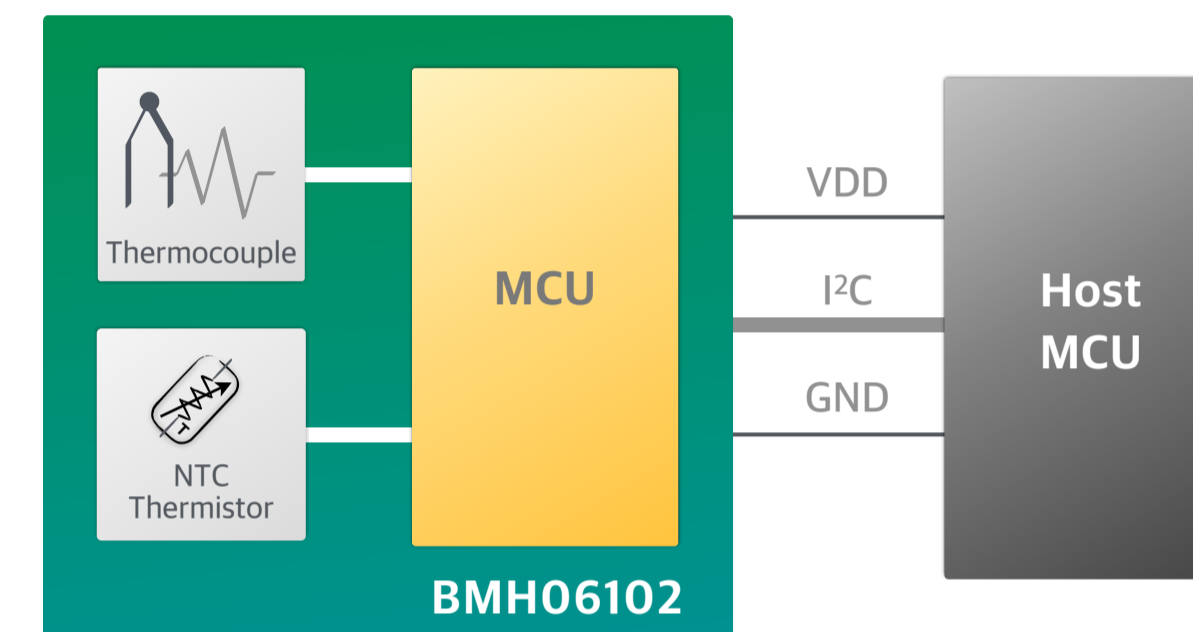 Thermocouple
NTC
Thermistor
T
MCU
BMH06102
VDD
I²C
GND
Host
MCU